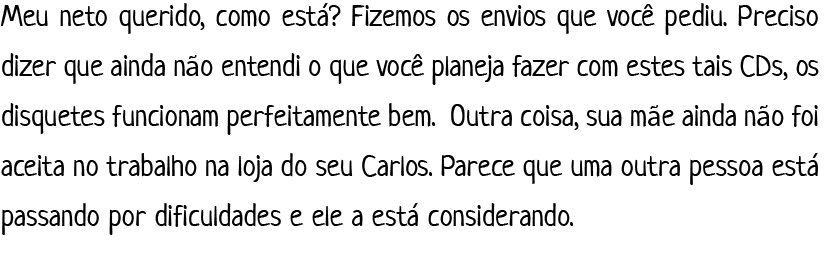 Meu neto querido, como está? Fizemos os envios que você pediu. Preciso
dizer que ainda não entendi o que você planeja fazer com estes tais CDs, os
disquetes funcionam perfeitamente bem.  Outra coisa, sua mãe ainda não foi
aceita no trabalho na loja do seu Carlos. Parece que uma outra pessoa está
passando por dificuldades e ele a está considerando.